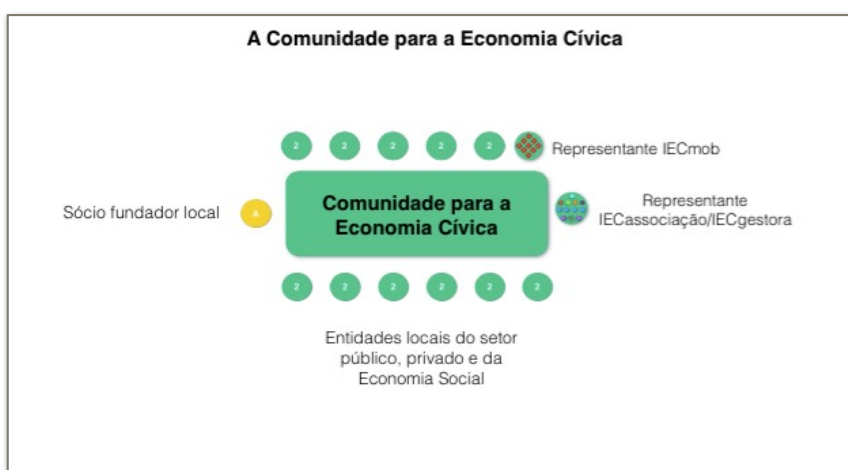 A Comunidade para a Economia Cívica
2 2 2 2 2
Representante IECmob
Comunidade para a
Economia Cívica
Sócio fundador local
A
Representante
IECassociação/IECgestora
2 2 2 2 2 2
Entidades locais do setor
público, privado e da
Economia Social